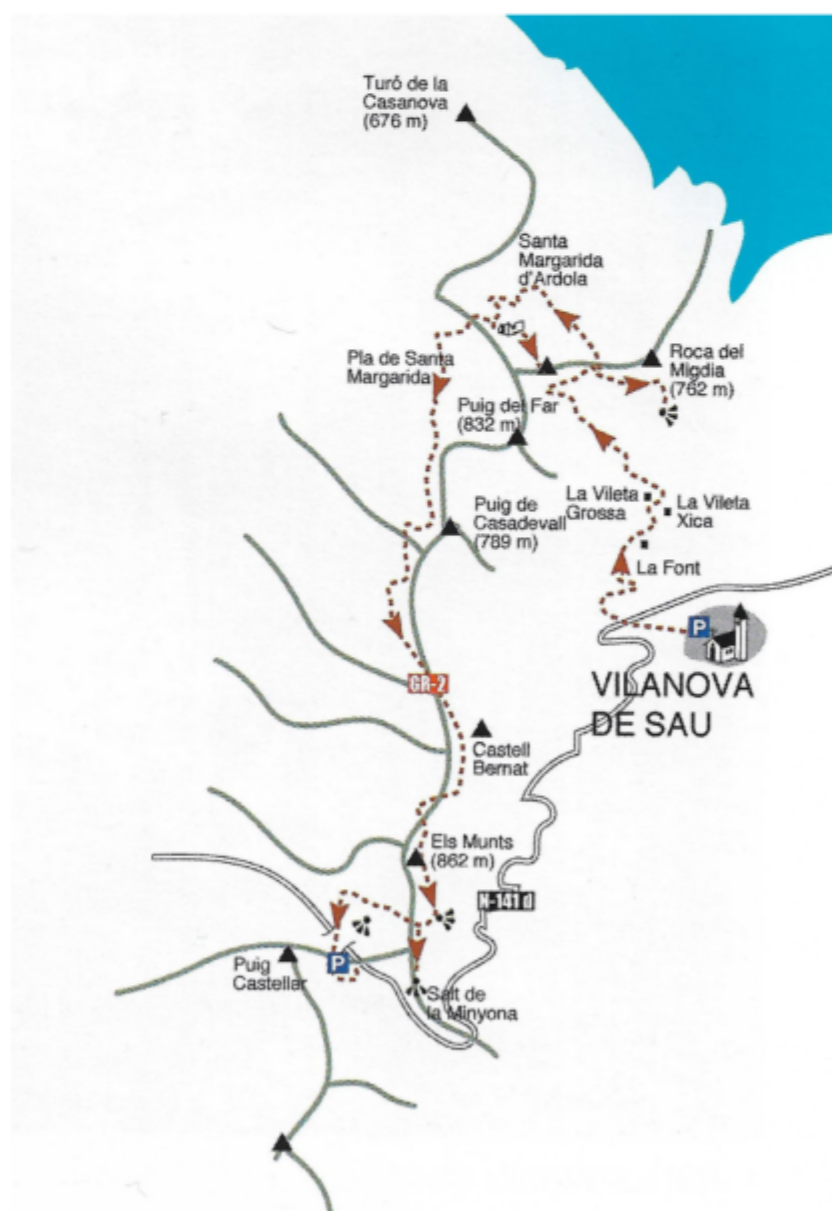 Turó de la
Casanova
(676 m)
Santa
Margarida
d'Ardola
Pla de Santa
Margarida
Roca del
Migdia
(762 m)
Puig del Far
(832 m)
La Vileta
Grossa
La Vileta
Xica
Puig de
Casadevall
(789 m)
La Font
P
VILANOVA
DE SAU
GR-2
Castell
Bernat
Els Munts
(862 m)
N-141 d
Puig
Castellar
P
Salt de
la Minyona